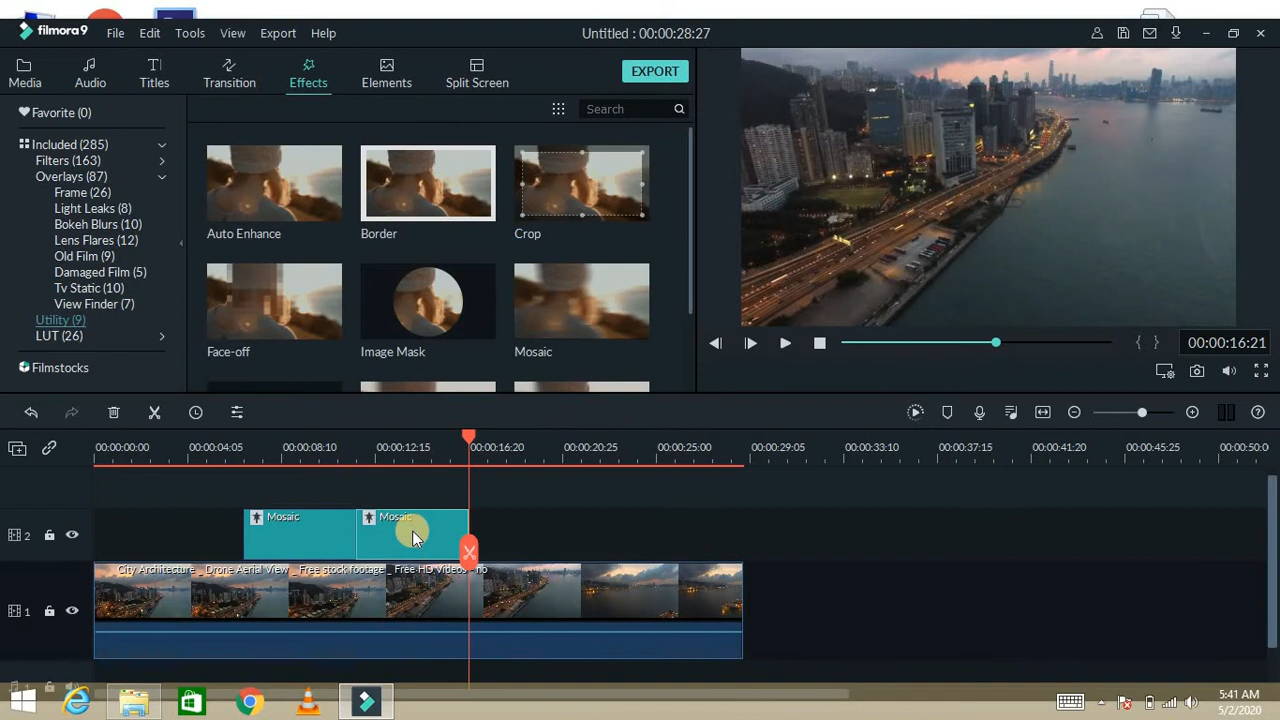 filmora9 File Edit Tools View Export Help Untitled : 00:00:28:27
Media Audio Titles Transition Effects Elements Split Screen EXPORT
Favorite (0)
Search
Included (285)
Filters (163)
Overlays (87)
Frame (26)
Light Leaks (8)
Bokeh Blurs (10)
Lens Flares (12)
Old Film (9)
Damaged Film (5)
Tv Static (10)
View Finder (7)
Utility (9)
LUT (26)
Filmstocks
Auto Enhance Border Crop
Face-off Image Mask Mosaic
00:00:16:21
00:00:00:00 00:00:04:05 00:00:08:10 00:00:12:15 00:00:16:20 00:00:20:25 00:00:25:00 00:00:29:05 00:00:33:10 00:00:37:15 00:00:41:20 00:00:45:25 00:00:50:0
2 Mosaic Mosaic
City Architecture _ Drone Aerial View _ Free stock footage _ Free HD Videos - no
1
1
5:41 AM
5/2/2020